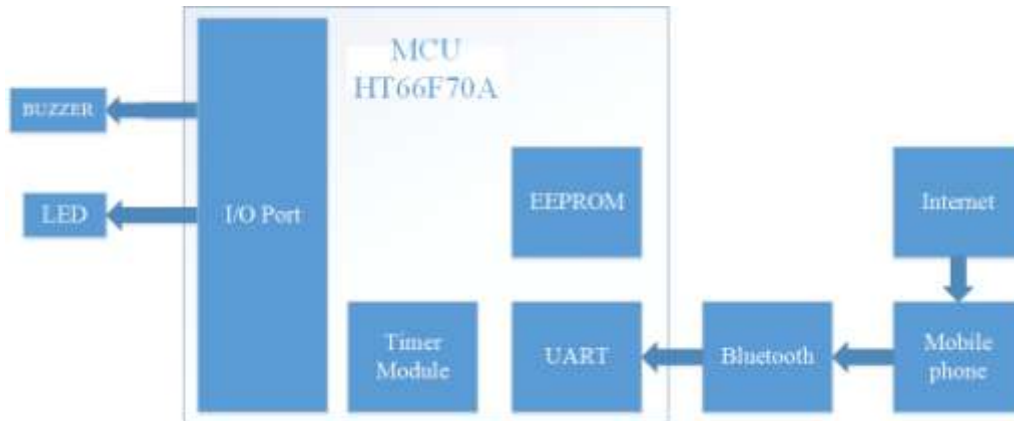 MCU
HT66F70A
BUZZER
LED
I/O Port
EEPROM
Internet
Timer
Module
UART
Bluetooth
Mobile
phone